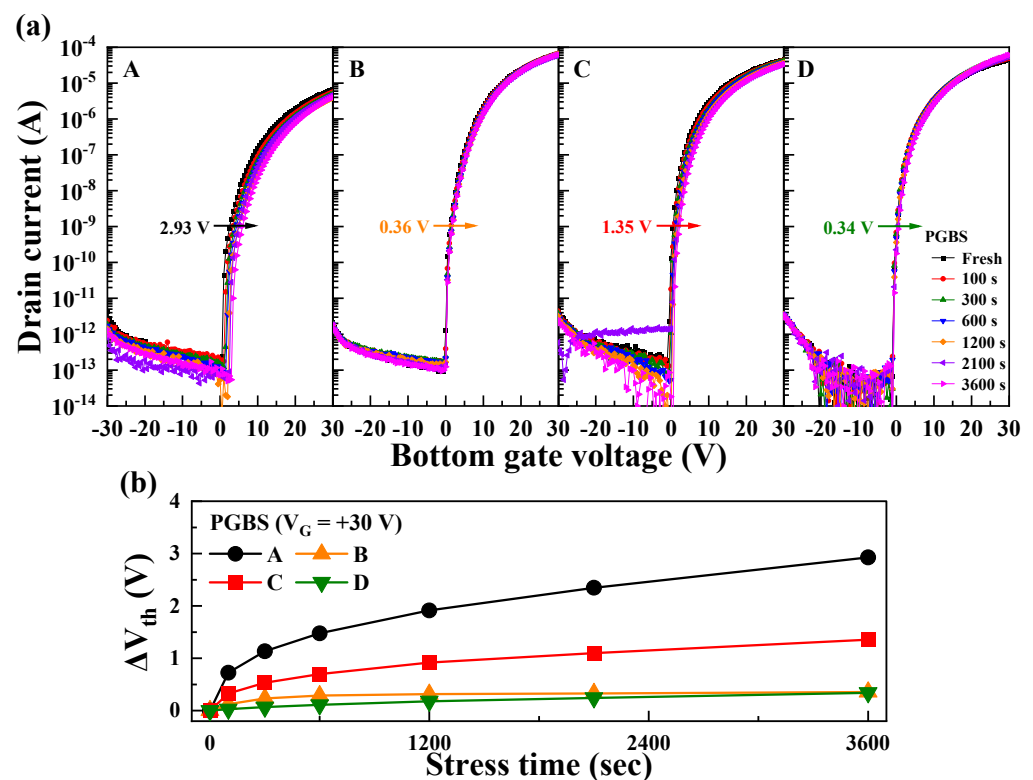 (a)
Drain current (A)
10⁻⁴
10⁻⁵
10⁻⁶
10⁻⁷
10⁻⁸
10⁻⁹
10⁻¹⁰
10⁻¹¹
10⁻¹²
10⁻¹³
10⁻¹⁴
A
2.93 V
B
0.36 V
C
1.35 V
D
0.34 V
PGBS
Fresh
100 s
300 s
600 s
1200 s
2100 s
3600 s
-30 -20 -10 0 10 20 30
-20 -10 0 10 20 30
-20 -10 0 10 20 30
-20 -10 0 10 20 30
Bottom gate voltage (V)
(b)
ΔVth (V)
4
3
2
1
0
PGBS (VG = +30 V)
A B
C D
0 1200 2400 3600
Stress time (sec)